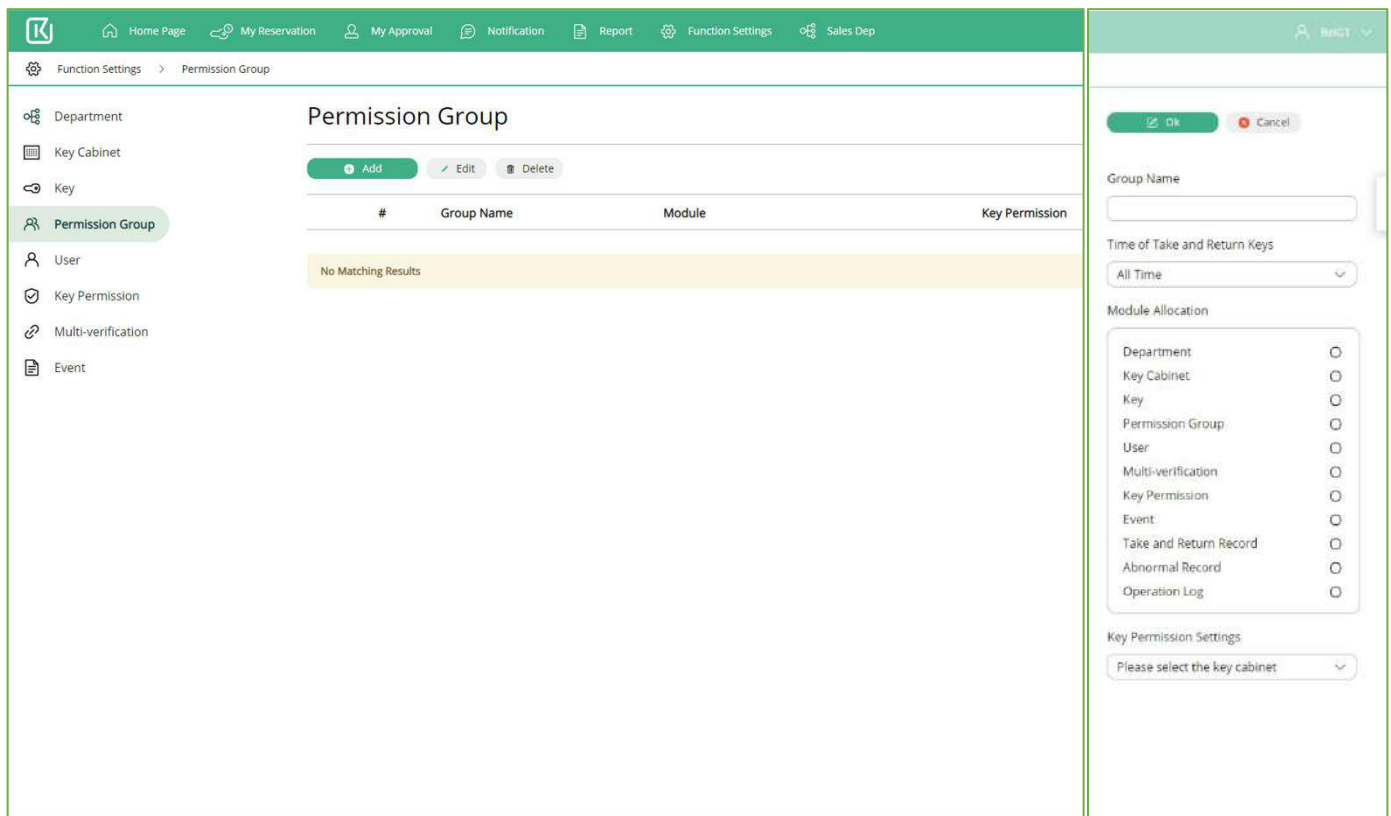 Home Page My Reservation My Approval Notification Report Function Settings Sales Dep
Function Settings > Permission Group
Department
Key Cabinet
Key
Permission Group
User
Key Permission
Multi-verification
Event
Permission Group
Add Edit Delete
# Group Name Module Key Permission
No Matching Results
Ok Cancel
Group Name
Time of Take and Return Keys
All Time
Module Allocation
Department
Key Cabinet
Key
Permission Group
User
Multi-verification
Key Permission
Event
Take and Return Record
Abnormal Record
Operation Log
Key Permission Settings
Please select the key cabinet